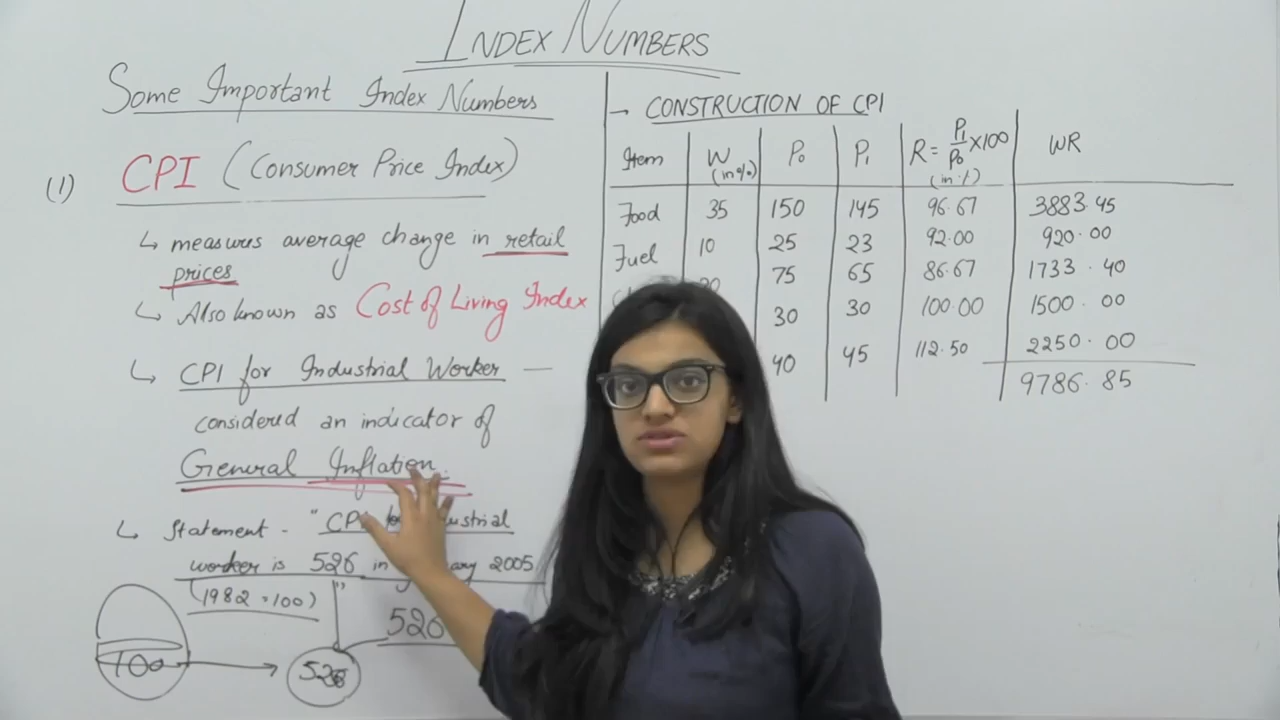 INDEX NUMBERS
Some Important Index Numbers
(1) CPI (Consumer Price Index)
↳ measures average change in retail
prices
↳ Also known as Cost of Living Index
↳ CPI for Industrial Worker —
considered an indicator of
General Inflation.
↳ Statement - "CPI
worker is 526 in 2005
(1982=100)"
526
100 → 526
→ CONSTRUCTION OF CPI
Item W (in %) P0 P1 R = P1/P0 X100 (in %) WR
Food 35 150 145 96.67 3883.45
Fuel 10 25 23 92.00 920.00
75 65 86.67 1733.40
30 30 100.00 1500.00
40 45 112.50 2250.00
9786.85